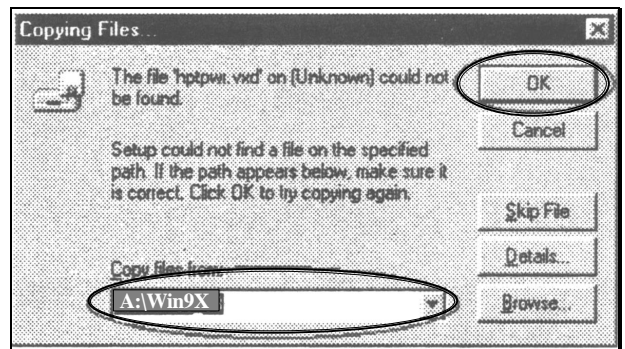 Copying Files...
The file 'hptpwr.vxd' on (Unknown) could not
be found.
Setup could not find a file on the specified
path. If the path appears below, make sure it
is correct. Click OK to try copying again.
Copy files from:
A:\Win9X
OK
Cancel
Skip File
Details...
Browse...